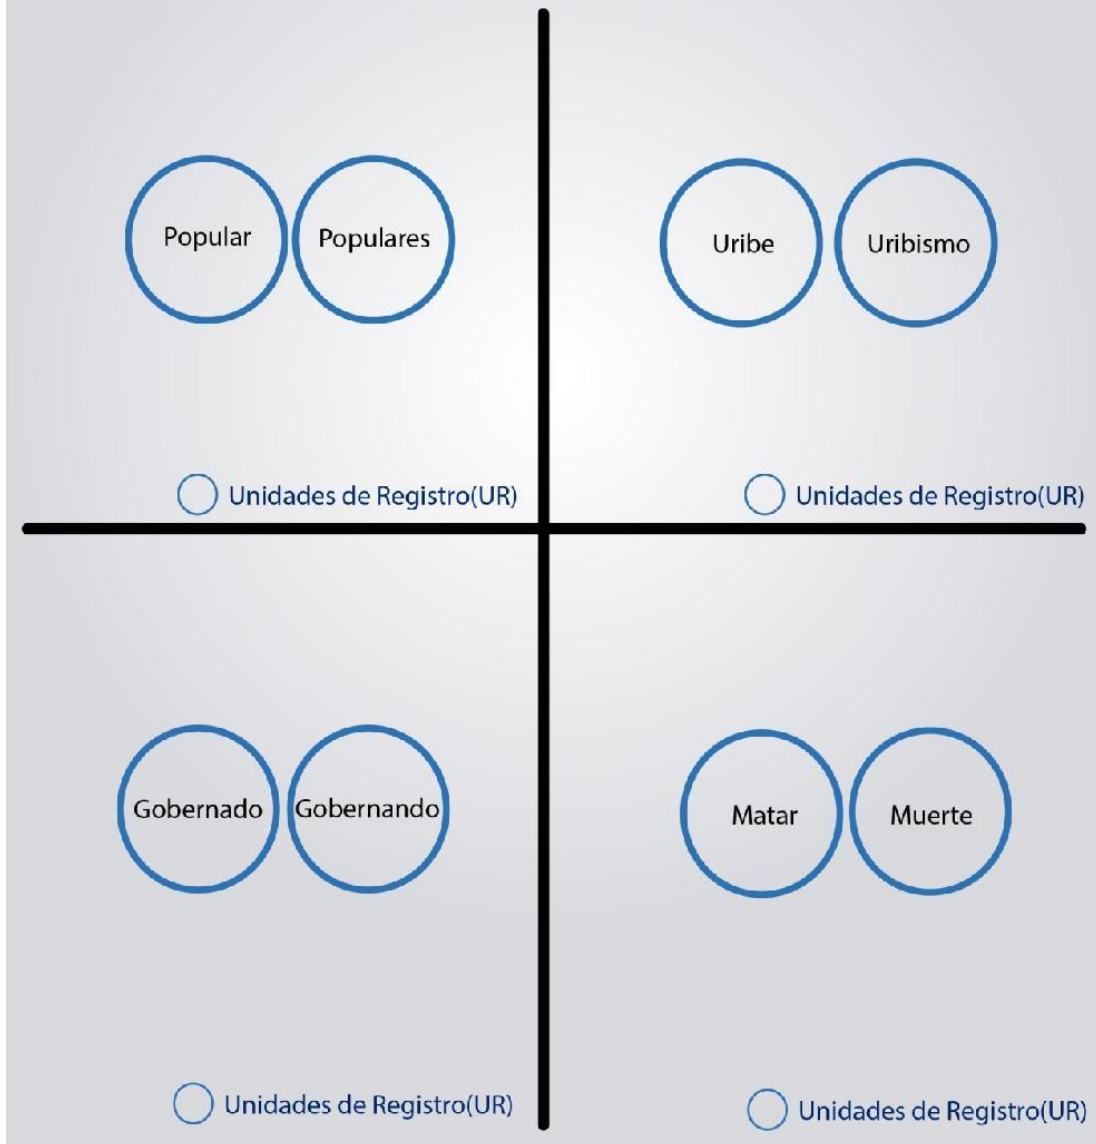 Popular
Populares
Unidades de Registro(UR)
Uribe
Uribismo
Unidades de Registro(UR)
Gobernado
Gobernando
Unidades de Registro(UR)
Matar
Muerte
Unidades de Registro(UR)